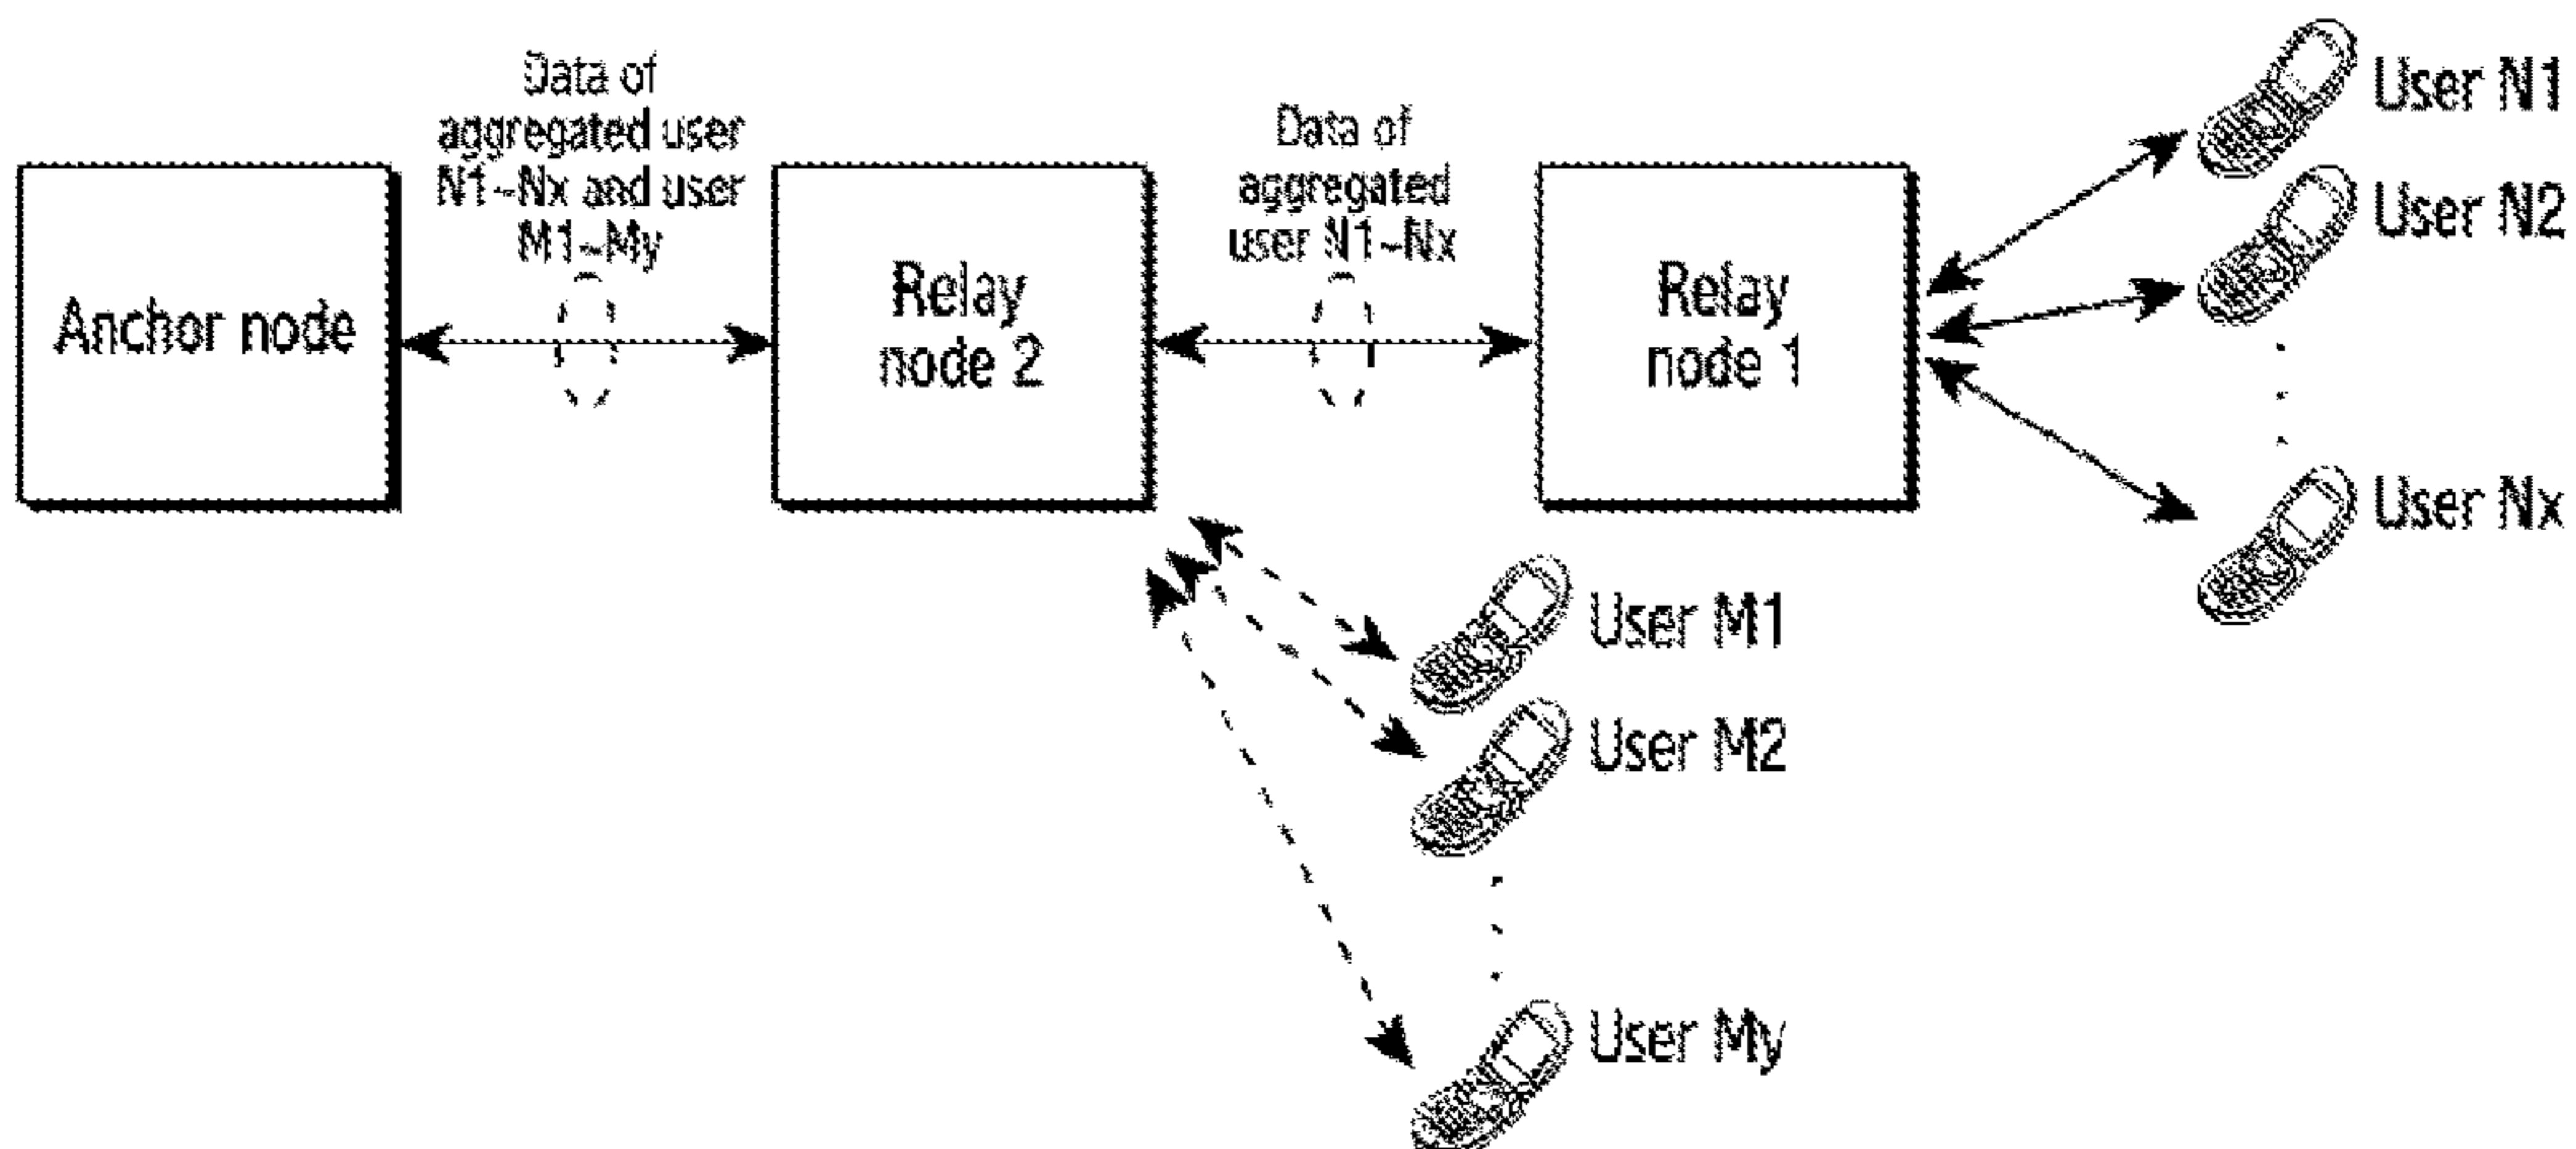 Data of
aggregated user
N1~Nx and user
M1~My
Data of
aggregated
user N1~Nx
Anchor node
Relay
node 2
Relay
node 1
User N1
User N2
User Nx
User M1
User M2
User My